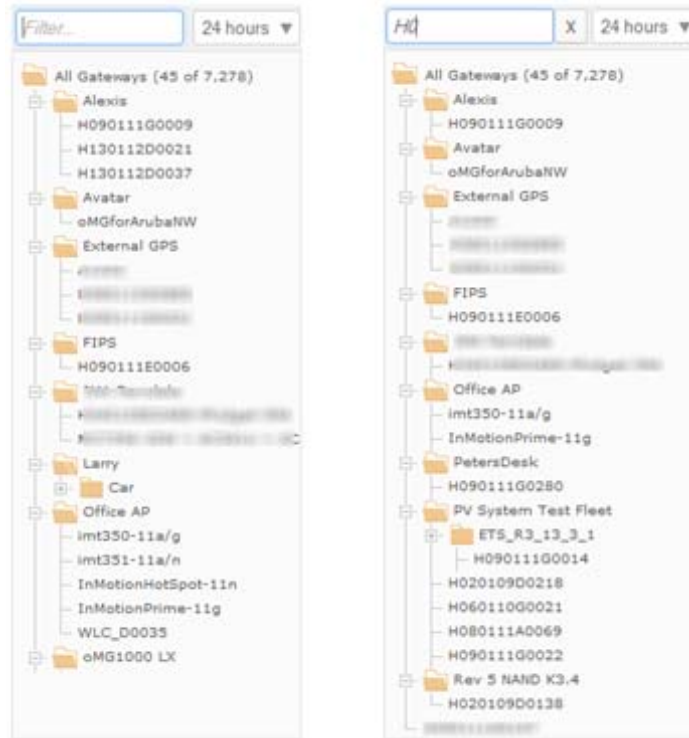 Filter...
24 hours
All Gateways (45 of 7,278)
Alexis
H090111G0009
H130112D0021
H130112D0037
Avatar
oMGforArubaNW
External GPS
FIPS
H090111E0006
Larry
Car
Office AP
imt350-11a/g
imt351-11a/n
InMotionHotSpot-11n
InMotionPrime-11g
WLC_D0035
oMG1000 LX
H0
X
24 hours
All Gateways (45 of 7,278)
Alexis
H090111G0009
Avatar
oMGforArubaNW
External GPS
FIPS
H090111E0006
Office AP
imt350-11a/g
InMotionPrime-11g
PetersDesk
H090111G0280
PV System Test Fleet
ETS_R3_13_3_1
H090111G0014
H020109D0218
H060110G0021
H080111A0069
H090111G0022
Rev 5 NAND K3.4
H020109D0138